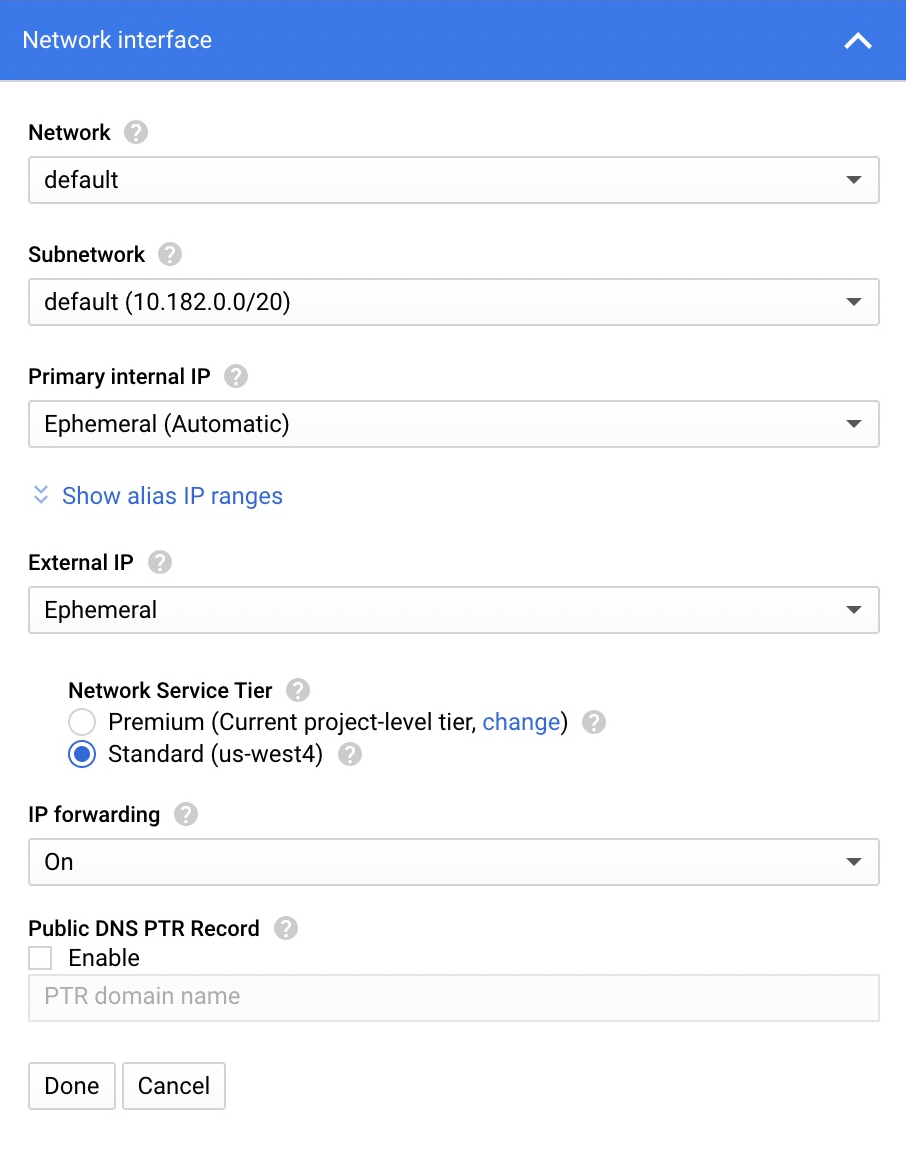 Network interface
Network
default
Subnetwork
default (10.182.0.0/20)
Primary internal IP
Ephemeral (Automatic)
Show alias IP ranges
External IP
Ephemeral
Network Service Tier
Premium (Current project-level tier, change)
Standard (us-west4)
IP forwarding
On
Public DNS PTR Record
Enable
PTR domain name
Done Cancel